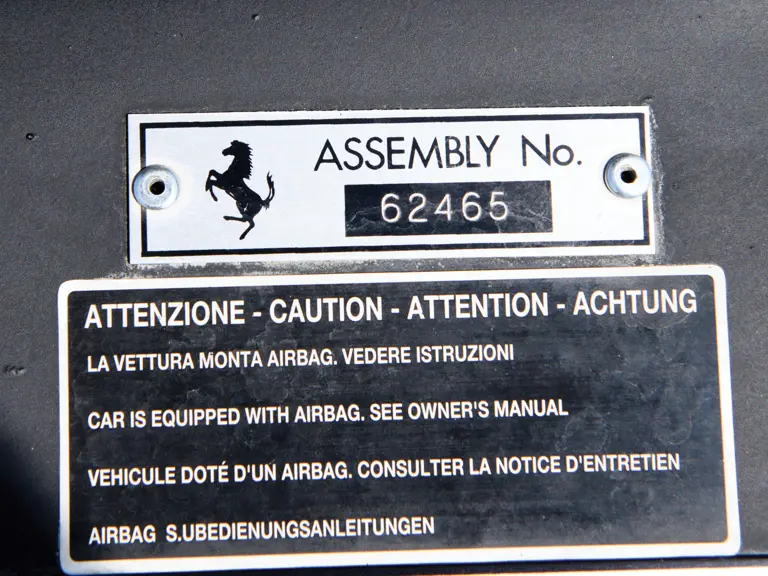 ASSEMBLY No.
62465
ATTENZIONE - CAUTION - ATTENTION - ACHTUNG
LA VETTURA MONTA AIRBAG. VEDERE ISTRUZIONI
CAR IS EQUIPPED WITH AIRBAG. SEE OWNER'S MANUAL
VEHICULE DOTÉ D'UN AIRBAG. CONSULTER LA NOTICE D'ENTRETIEN
AIRBAG S.UBEDIENUNGSANLEITUNGEN